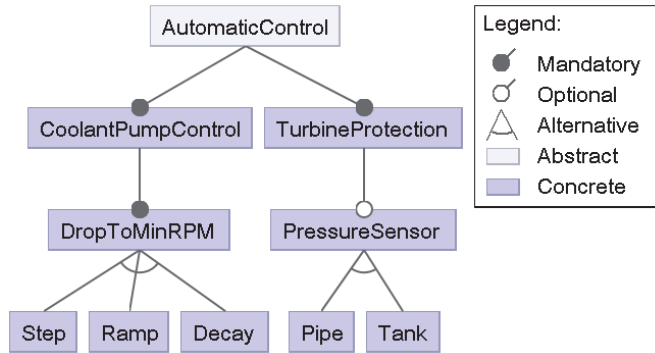 AutomaticControl
CoolantPumpControl
TurbineProtection
DropToMinRPM
PressureSensor
Step
Ramp
Decay
Pipe
Tank
Legend:
Mandatory
Optional
Alternative
Abstract
Concrete